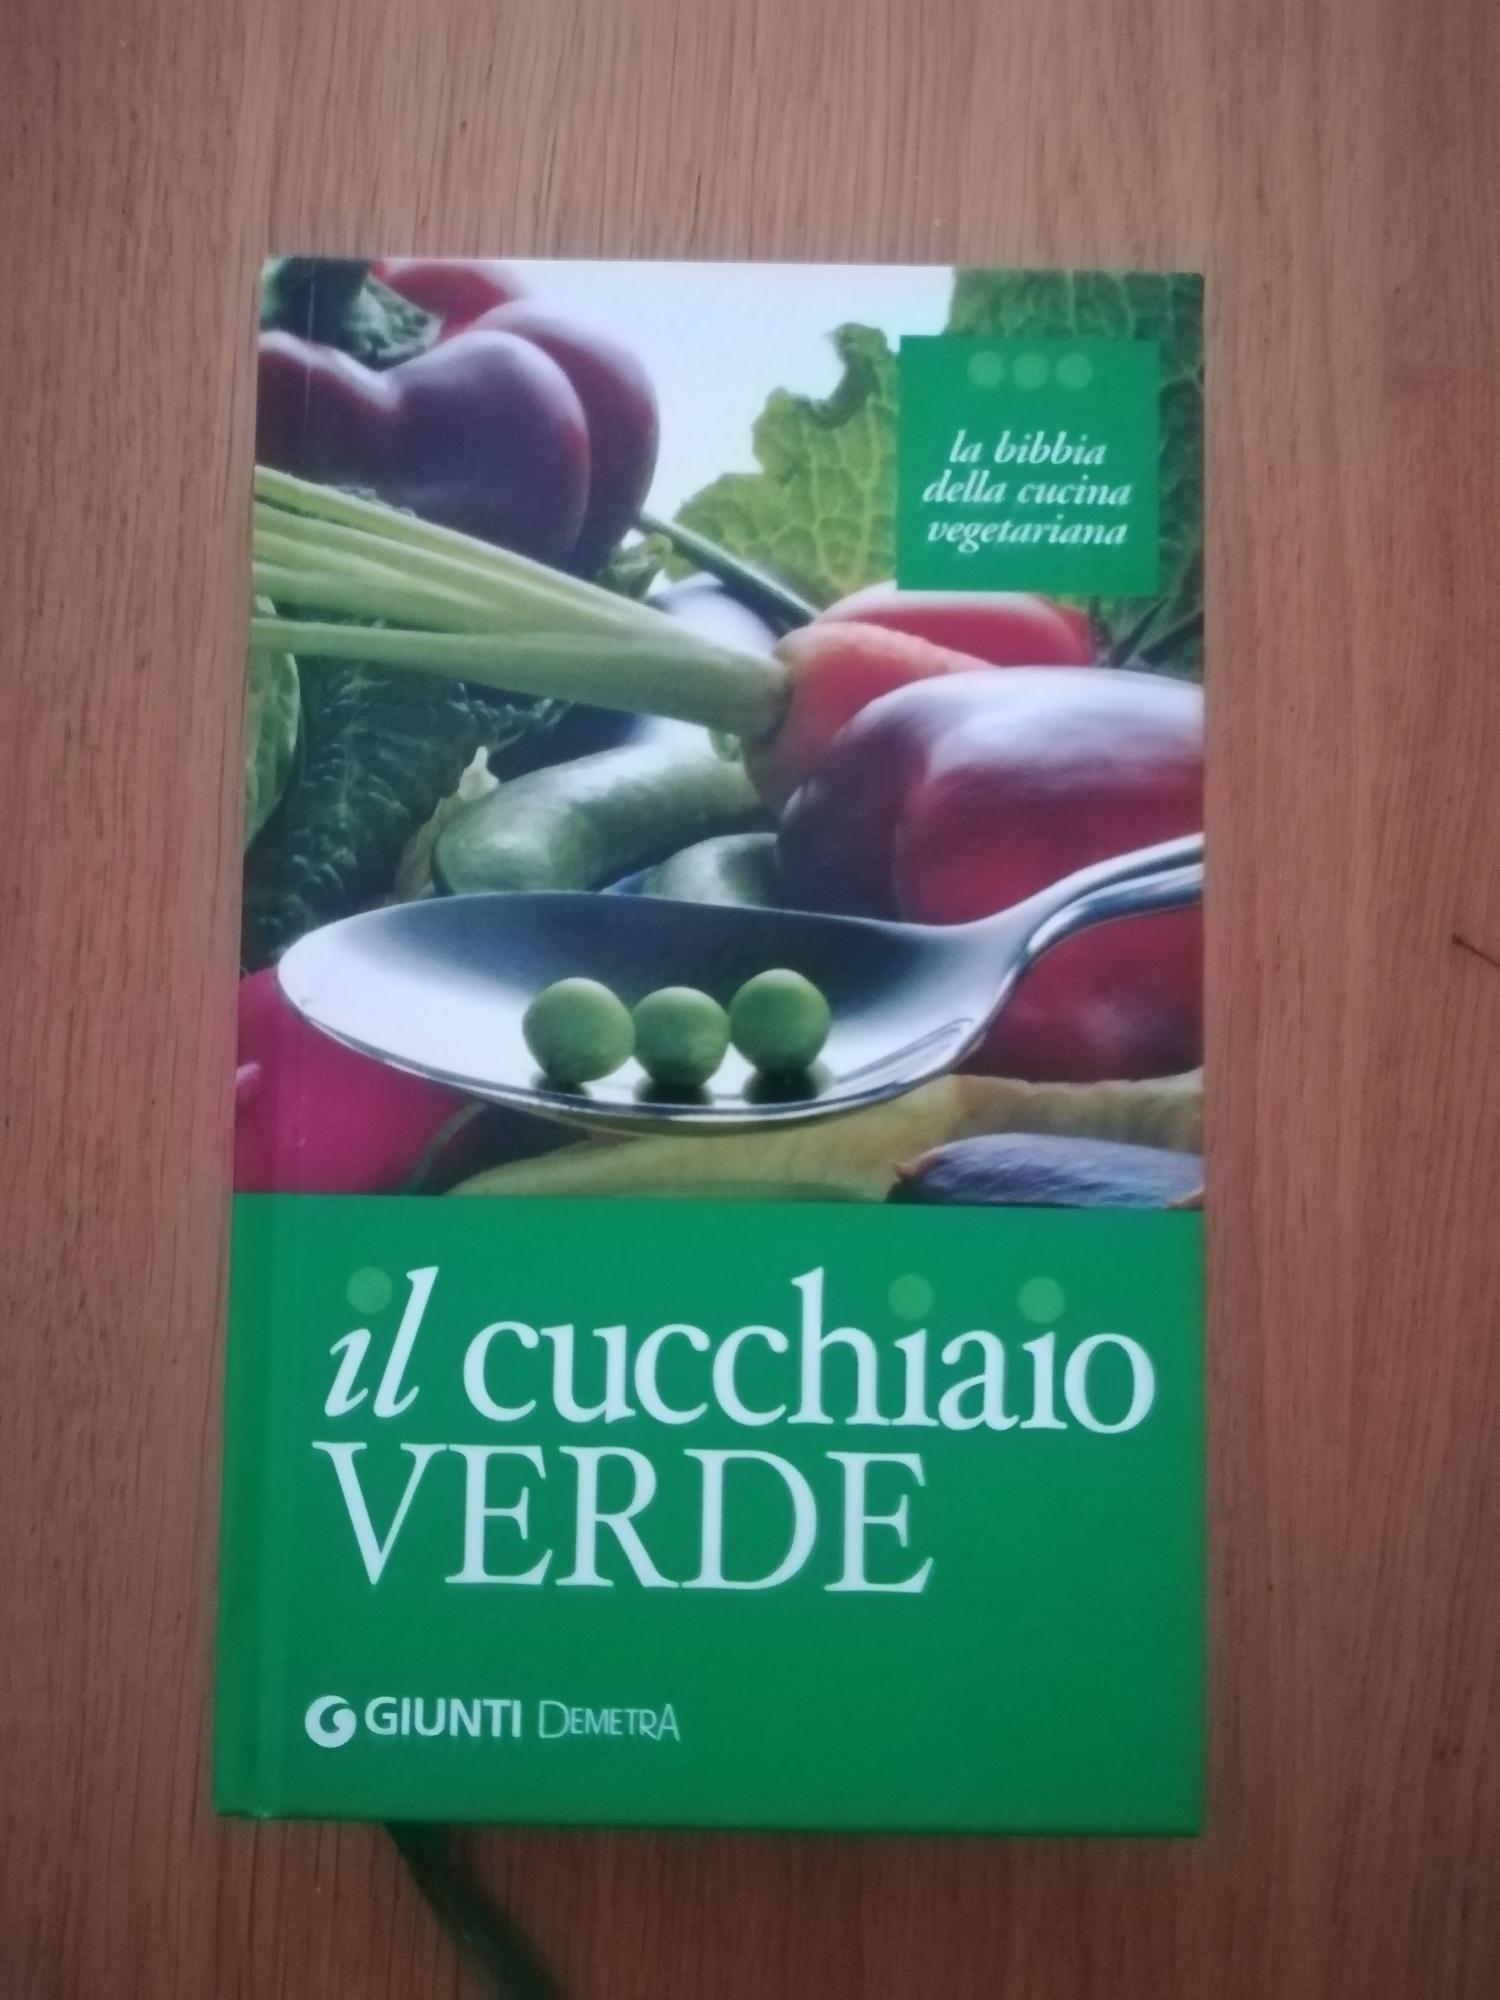 la bibbia
della cucina
vegetariana
il cucchiaio
VERDE
GIUNTI DEMETRA